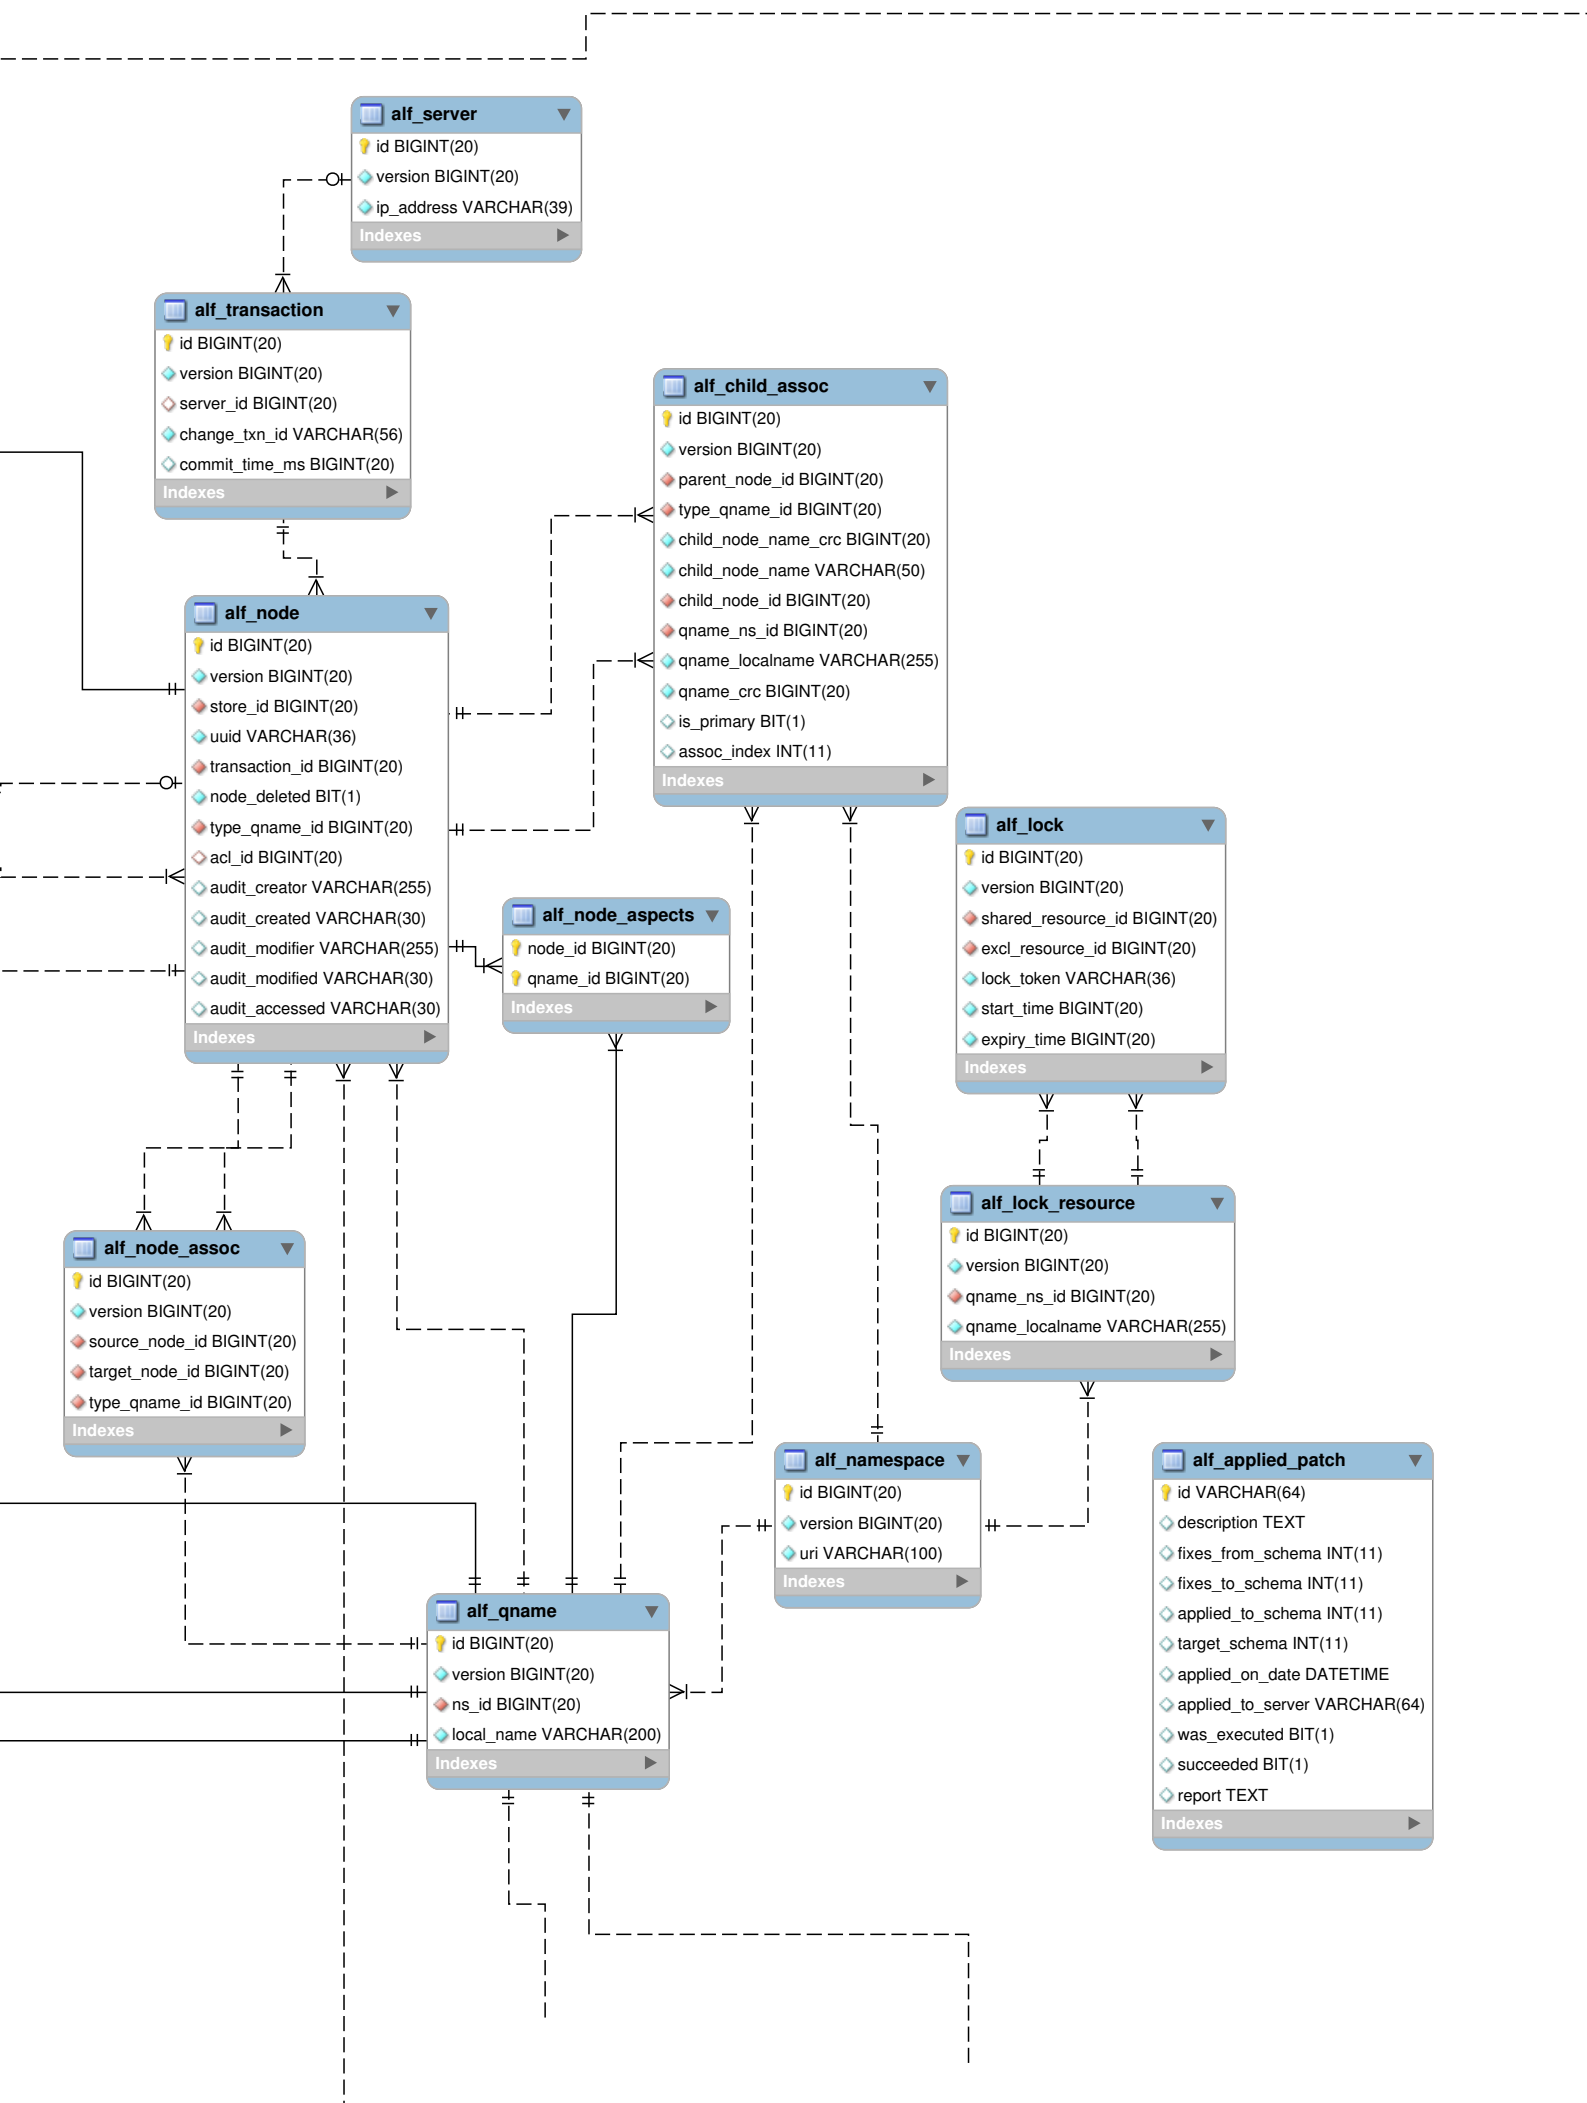 alf_server
id BIGINT(20)
version BIGINT(20)
ip_address VARCHAR(39)
Indexes
alf_transaction
id BIGINT(20)
version BIGINT(20)
server_id BIGINT(20)
change_txn_id VARCHAR(56)
commit_time_ms BIGINT(20)
Indexes
alf_child_assoc
id BIGINT(20)
version BIGINT(20)
parent_node_id BIGINT(20)
type_qname_id BIGINT(20)
child_node_name_crc BIGINT(20)
child_node_name VARCHAR(50)
child_node_id BIGINT(20)
qname_ns_id BIGINT(20)
qname_localname VARCHAR(255)
qname_crc BIGINT(20)
is_primary BIT(1)
assoc_index INT(11)
Indexes
alf_node
id BIGINT(20)
version BIGINT(20)
store_id BIGINT(20)
uuid VARCHAR(36)
transaction_id BIGINT(20)
node_deleted BIT(1)
type_qname_id BIGINT(20)
acl_id BIGINT(20)
audit_creator VARCHAR(255)
audit_created VARCHAR(30)
audit_modifier VARCHAR(255)
audit_modified VARCHAR(30)
audit_accessed VARCHAR(30)
Indexes
alf_lock
id BIGINT(20)
version BIGINT(20)
shared_resource_id BIGINT(20)
excl_resource_id BIGINT(20)
lock_token VARCHAR(36)
start_time BIGINT(20)
expiry_time BIGINT(20)
Indexes
alf_node_aspects
node_id BIGINT(20)
qname_id BIGINT(20)
Indexes
alf_lock_resource
id BIGINT(20)
version BIGINT(20)
qname_ns_id BIGINT(20)
qname_localname VARCHAR(255)
Indexes
alf_node_assoc
id BIGINT(20)
version BIGINT(20)
source_node_id BIGINT(20)
target_node_id BIGINT(20)
type_qname_id BIGINT(20)
Indexes
alf_namespace
id BIGINT(20)
version BIGINT(20)
uri VARCHAR(100)
Indexes
alf_applied_patch
id VARCHAR(64)
description TEXT
fixes_from_schema INT(11)
fixes_to_schema INT(11)
applied_to_schema INT(11)
target_schema INT(11)
applied_on_date DATETIME
applied_to_server VARCHAR(64)
was_executed BIT(1)
succeeded BIT(1)
report TEXT
Indexes
alf_qname
id BIGINT(20)
version BIGINT(20)
ns_id BIGINT(20)
local_name VARCHAR(200)
Indexes